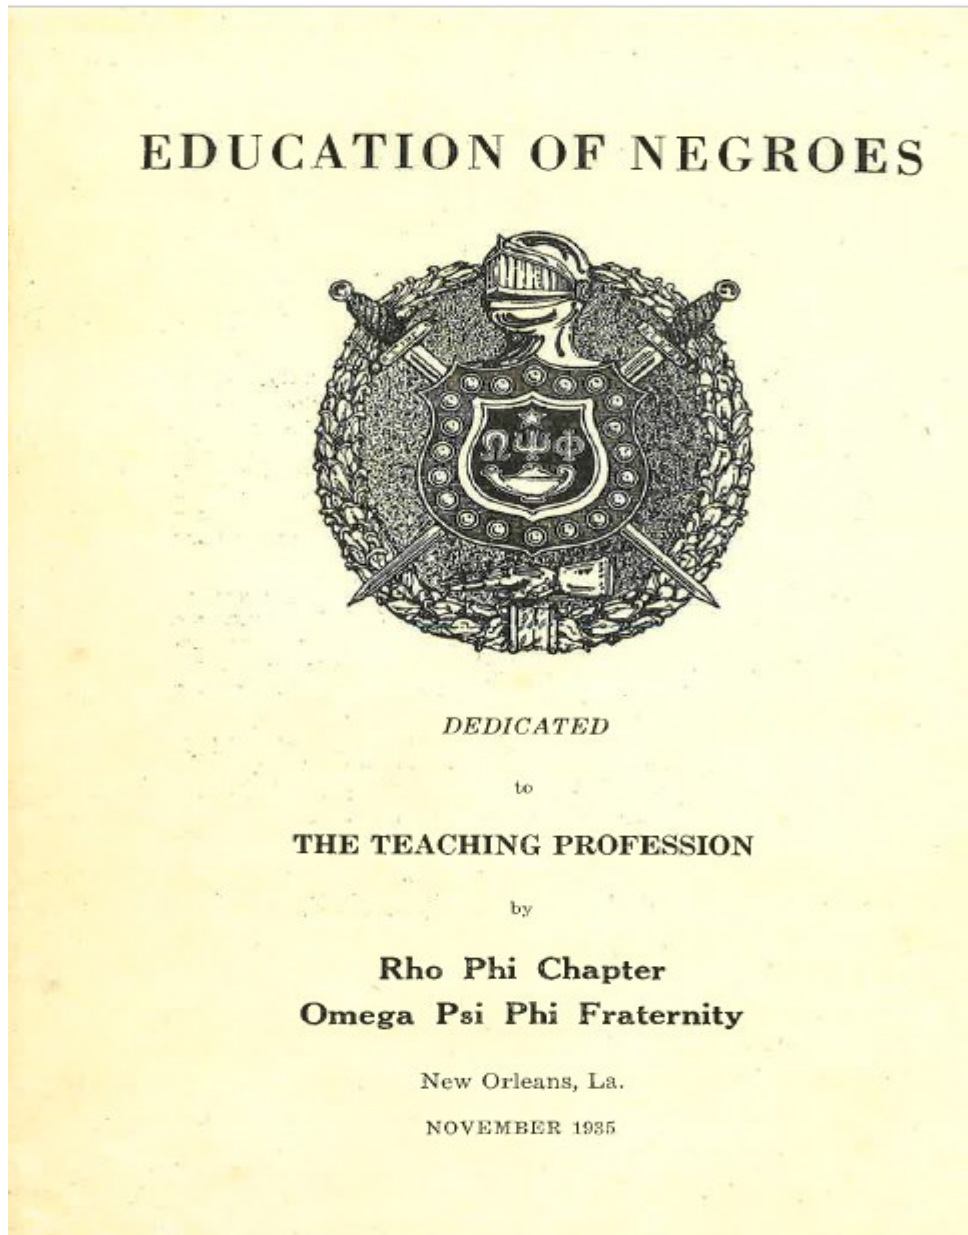 EDUCATION OF NEGROES
ΩΨΦ
DEDICATED
to
THE TEACHING PROFESSION
by
Rho Phi Chapter
Omega Psi Phi Fraternity
New Orleans, La.
NOVEMBER 1935